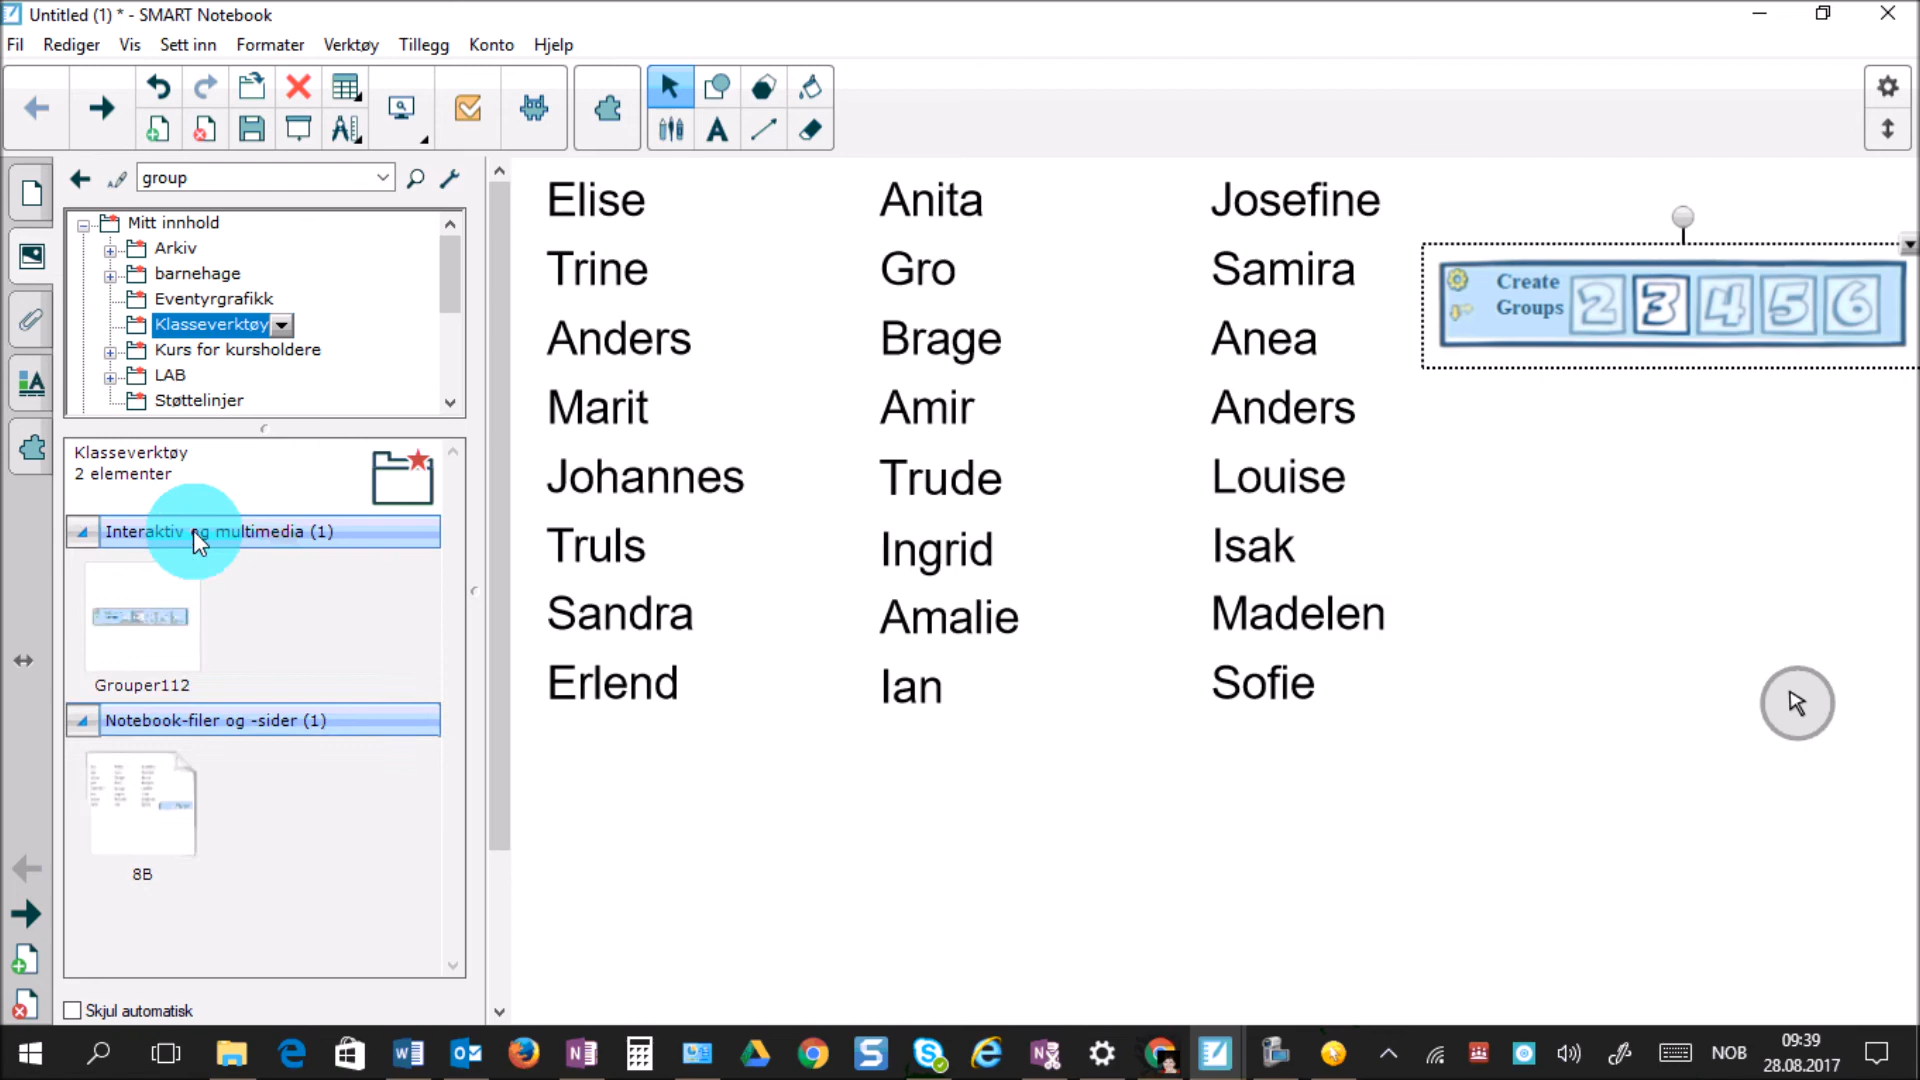 Untitled (1) * - SMART Notebook
Fil Rediger Vis Sett inn Formater Verktøy Tillegg Konto Hjelp
group
Mitt innhold
Arkiv
barnehage
Eventyrgrafikk
Klasseverktøy
Kurs for kursholdere
LAB
Støttelinjer
Klasseverktøy
2 elementer
Interaktiv og multimedia (1)
Grouper112
Notebook-filer og -sider (1)
8B
Skjul automatisk
Elise Anita Josefine
Trine Gro Samira
Anders Brage Anea
Marit Amir Anders
Johannes Trude Louise
Truls Ingrid Isak
Sandra Amalie Madelen
Erlend Ian Sofie
Create
Groups 2 3 4 5 6
NOB
09:39
28.08.2017